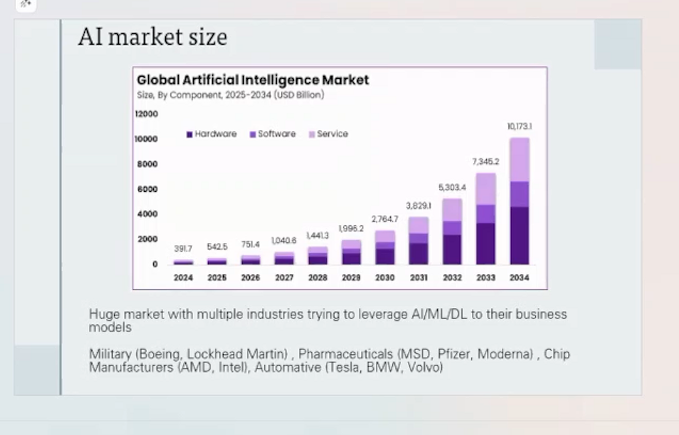 AI market size
Global Artificial Intelligence Market
Size, By Component, 2025-2034 (USD Billion)
12000
10000
8000
6000
4000
2000
0
Hardware Software Service
391.7 542.5 751.4 1,040.6 1,441.3 1,996.2 2,764.7 3,829.1 5,303.4 7,345.2 10,173.1
2024 2025 2026 2027 2028 2029 2030 2031 2032 2033 2034
Huge market with multiple industries trying to leverage AI/ML/DL to their business
models
Military (Boeing, Lockhead Martin) , Pharmaceuticals (MSD, Pfizer, Moderna) , Chip
Manufacturers (AMD, Intel), Automotive (Tesla, BMW, Volvo)